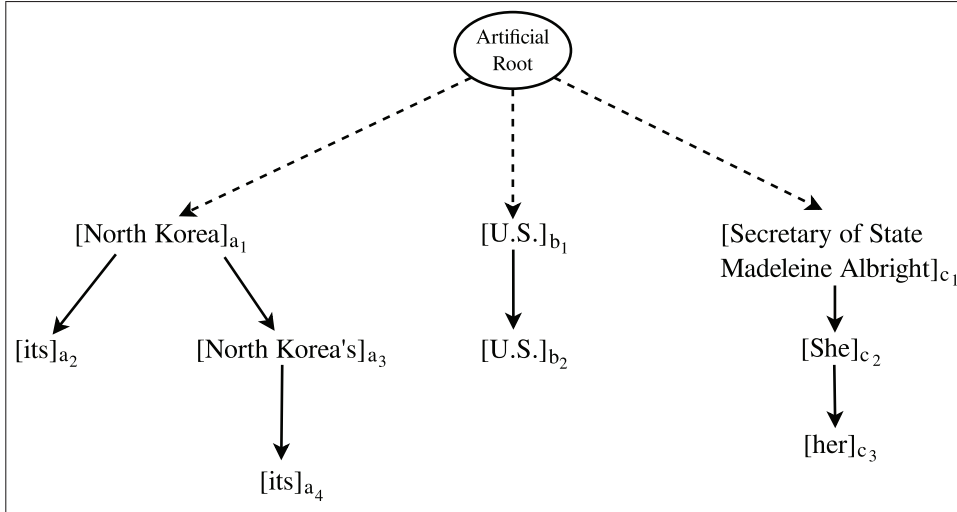 Artificial
Root
[North Korea]a1
[U.S.]b1
[Secretary of State
Madeleine Albright]c1
[its]a2
[North Korea's]a3
[U.S.]b2
[She]c2
[her]c3
[its]a4